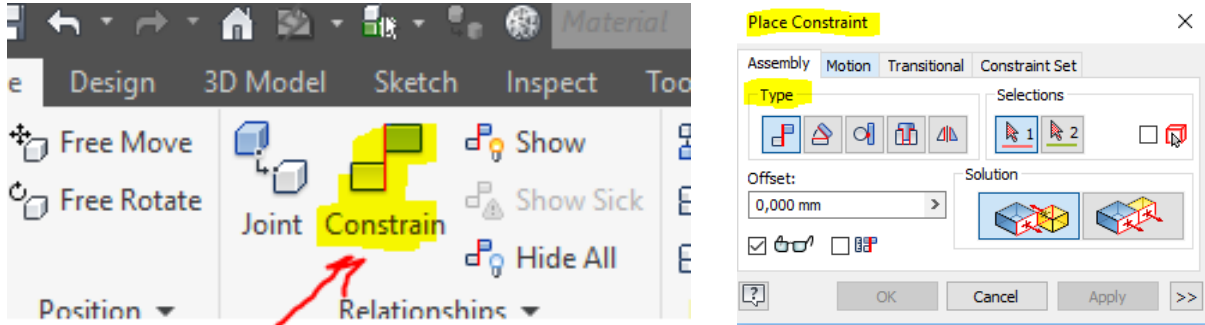 Material
e Design 3D Model Sketch Inspect Too
Free Move
Free Rotate
Joint
Constrain
Show
Show Sick
Hide All
Position
Relationships
Place Constraint
Assembly Motion Transitional Constraint Set
Type
Selections
1 2
Offset:
Solution
0,000 mm
OK Cancel Apply >>